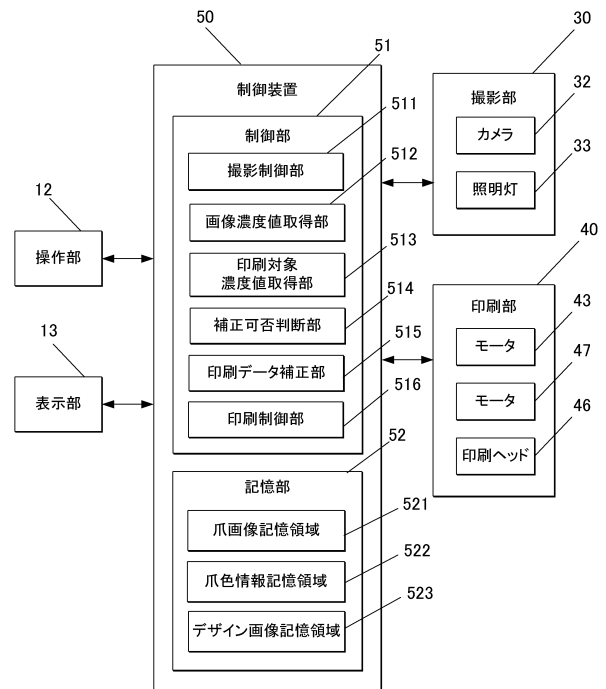 50
制御装置
51
制御部
511
撮影制御部
512
画像濃度値取得部
513
印刷対象
濃度値取得部
514
補正可否判断部
515
印刷データ補正部
516
印刷制御部
52
記憶部
521
爪画像記憶領域
522
爪色情報記憶領域
523
デザイン画像記憶領域
12
操作部
13
表示部
30
撮影部
32
カメラ
33
照明灯
40
印刷部
43
モータ
47
モータ
46
印刷ヘッド